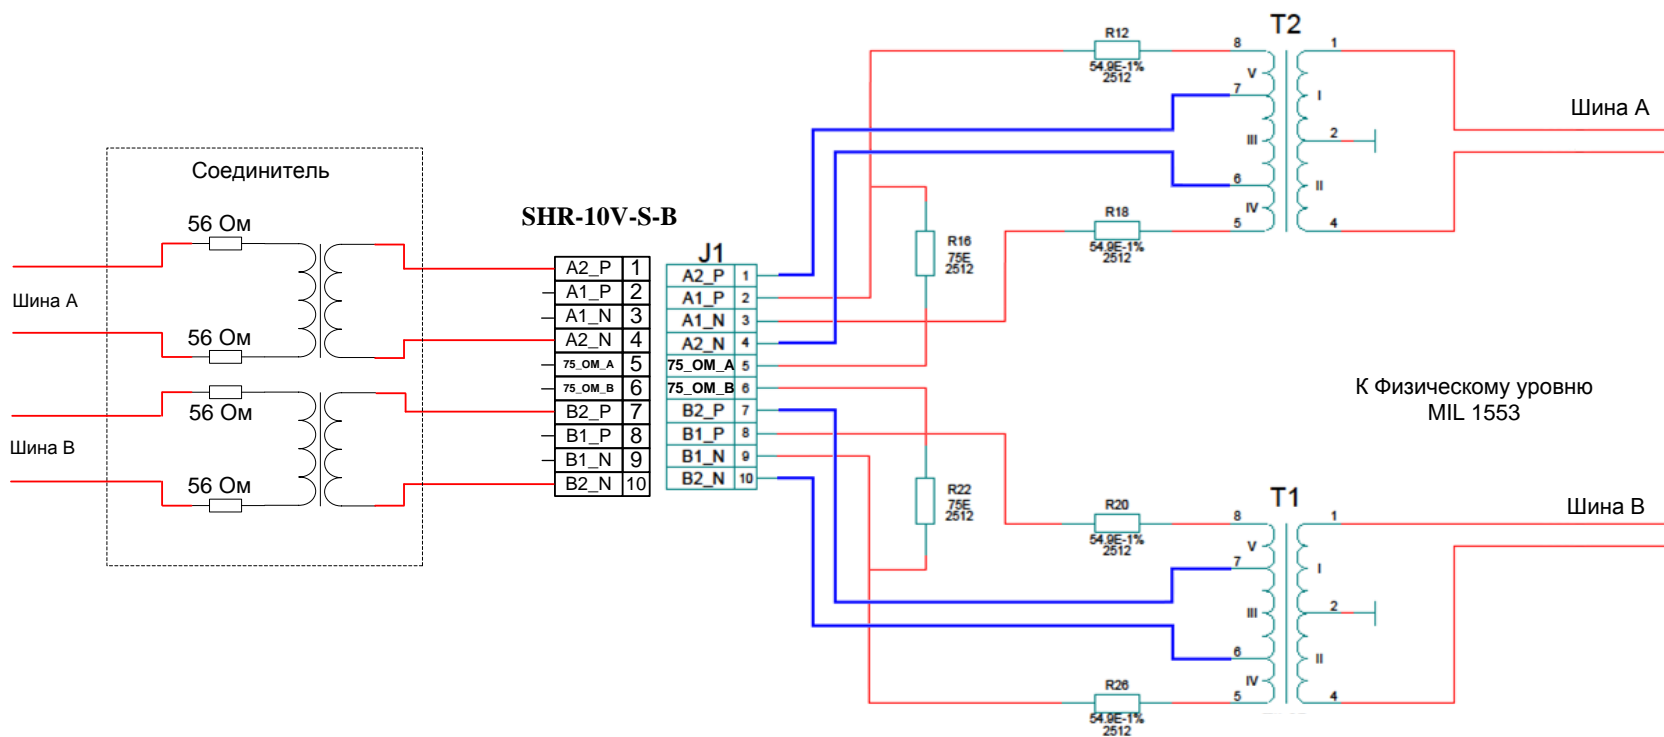 T2
R12
54.9E-1%
2512
8
1
V
7
I
Шина А
III
2
6
II
IV
R18
5
4
54.9E-1%
2512
Соединитель
56 Ом
56 Ом
Шина А
56 Ом
56 Ом
Шина В
SHR-10V-S-B
A2_P 1
A1_P 2
A1_N 3
A2_N 4
75_OM_A 5
75_OM_B 6
B2_P 7
B1_P 8
B1_N 9
B2_N 10
J1
A2_P 1
A1_P 2
A1_N 3
A2_N 4
75_OM_A 5
75_OM_B 6
B2_P 7
B1_P 8
B1_N 9
B2_N 10
R16
75E
2512
R22
75E
2512
К Физическому уровню
MIL 1553
T1
R20
54.9E-1%
2512
8
1
Шина В
V
7
I
III
2
6
II
IV
R26
5
4
54.9E-1%
2512